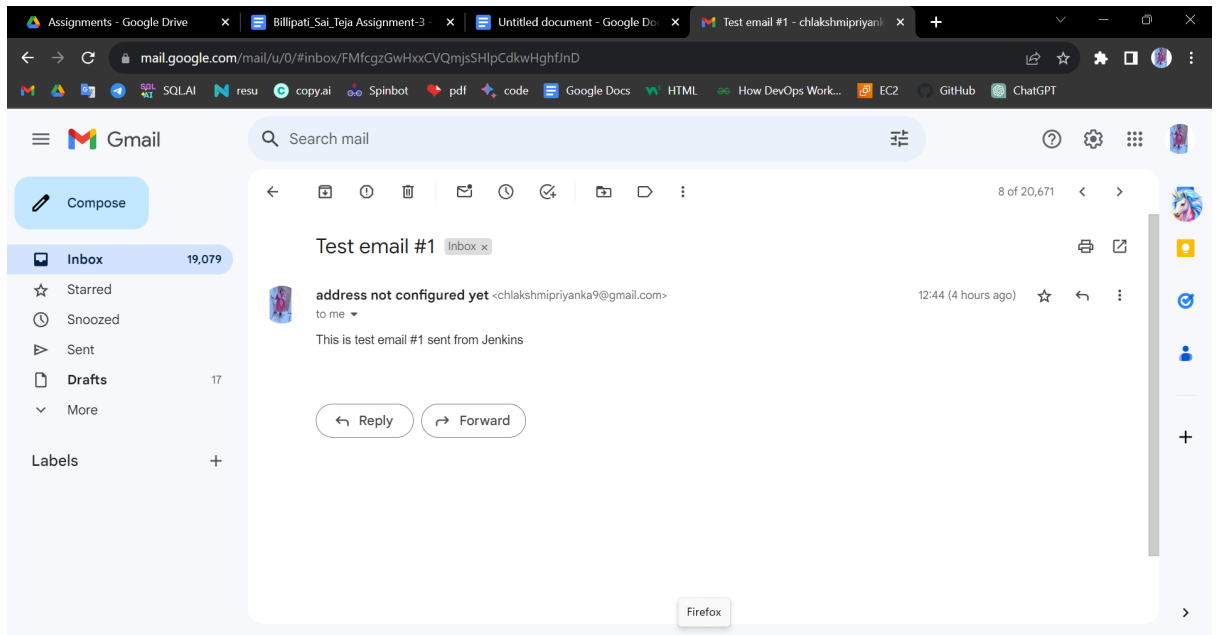 Assignments - Google Drive
Billipati_Sai_Teja Assignment-3 -
Untitled document - Google Do
Test email #1 - chlakshmipriyank
mail.google.com/mail/u/0/#inbox/FMfcgzGwHxxCVQmjsSHlpCdkwHghfJnD
SQL AI SQL.AI N resu C copy.ai Spinbot pdf code Google Docs HTML How DevOps Work... EC2 GitHub ChatGPT
Gmail
Search mail
Compose
8 of 20,671
Inbox 19,079
Starred
Snoozed
Sent
Drafts 17
More
Labels
Test email #1 Inbox ×
address not configured yet <chlakshmipriyanka9@gmail.com> 12:44 (4 hours ago)
to me
This is test email #1 sent from Jenkins
Reply Forward
Firefox